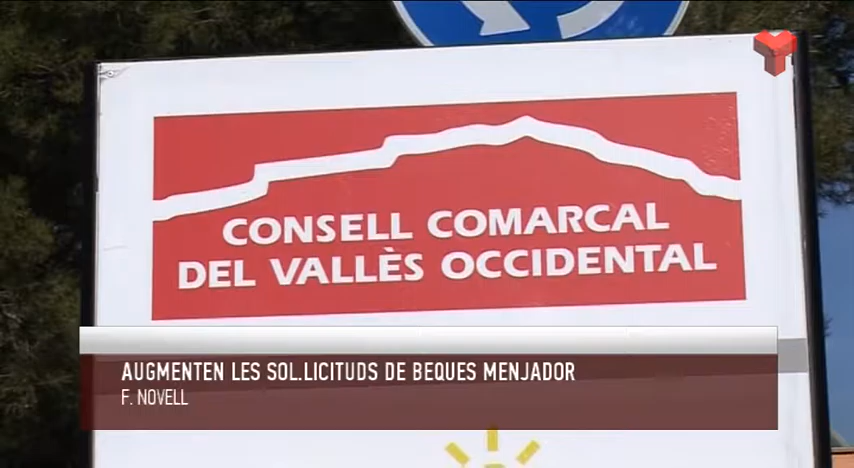 CONSELL COMARCAL
DEL VALLÈS OCCIDENTAL
AUGMENTEN LES SOL.LICITUDS DE BEQUES MENJADOR
F. NOVELL